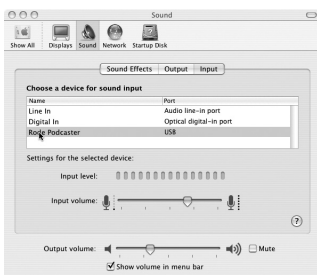 Sound
Show All Displays Sound Network Startup Disk
Sound Effects Output Input
Choose a device for sound input
Name Port
Line In Audio line-in port
Digital In Optical digital-in port
Rode Podcaster USB
Settings for the selected device:
Input level:
Input volume:
?
Output volume: Mute
Show volume in menu bar